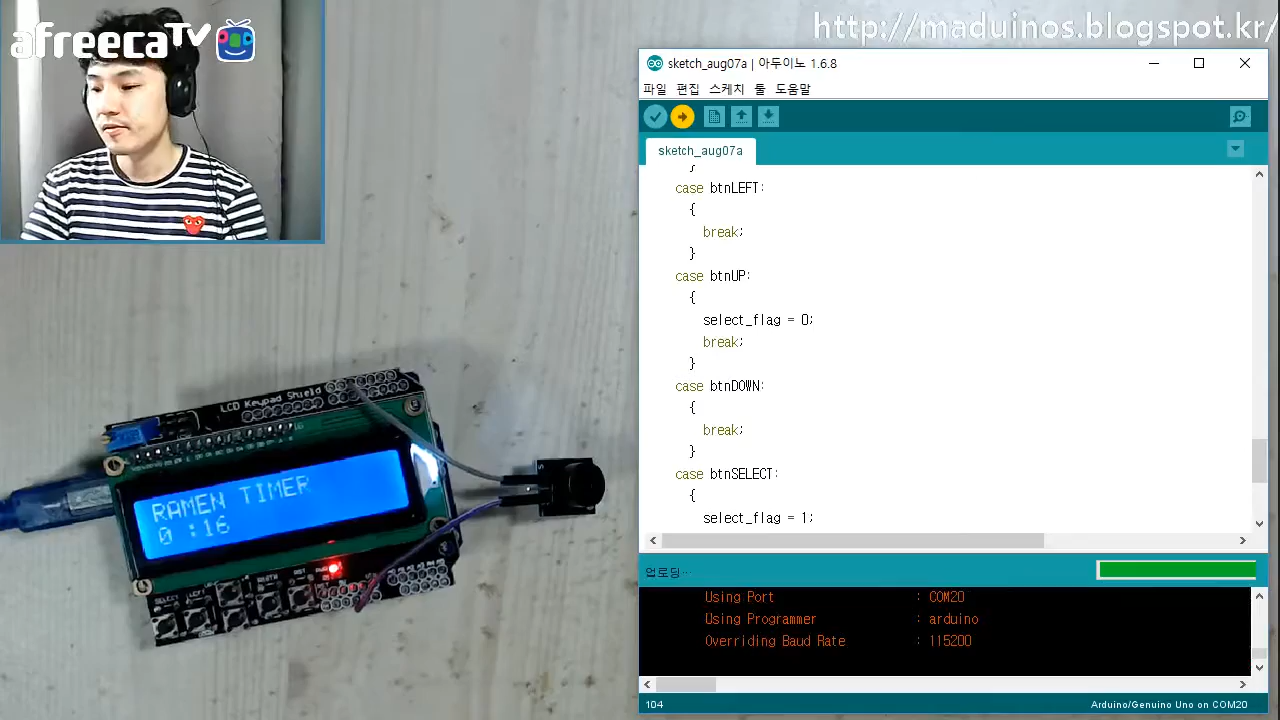 afreecaTV
http://maduinos.blogspot.kr/
sketch_aug07a | 아두이노 1.6.8
파일 편집 스케치 툴 도움말
sketch_aug07a
}
case btnLEFT:
{
break;
}
case btnUP:
{
select_flag = 0;
break;
}
case btnDOWN:
{
break;
}
case btnSELECT:
{
select_flag = 1;
업로딩...
Using Port : COM20
Using Programmer : arduino
Overriding Baud Rate : 115200
104
Arduino/Genuino Uno on COM20
LCD Keypad Shield
RAMEN TIMER
0 :16
SELECT LEFT
RST